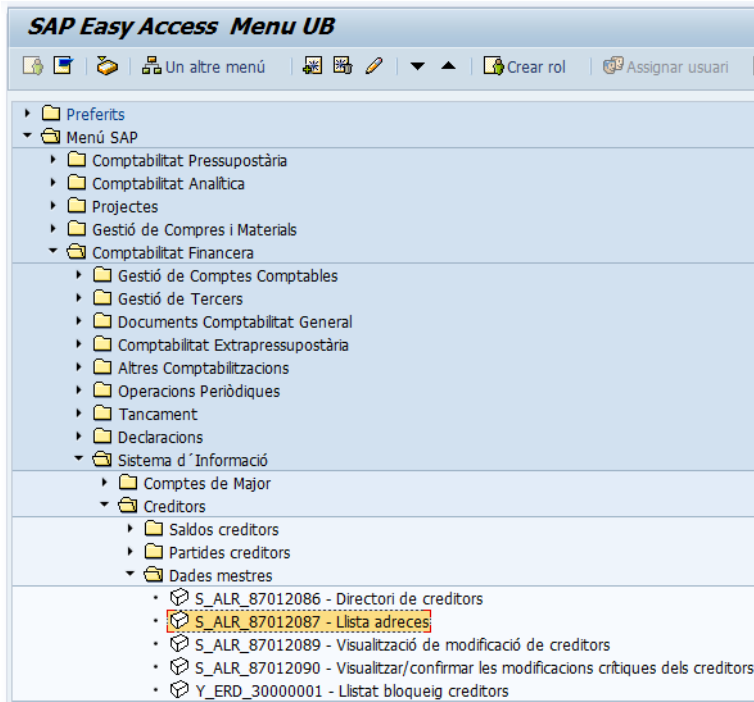 SAP Easy Access Menu UB
Un altre menú Crear rol Assignar usuari
Preferits
Menú SAP
Comptabilitat Pressupostària
Comptabilitat Analítica
Projectes
Gestió de Compres i Materials
Comptabilitat Financera
Gestió de Comptes Comptables
Gestió de Tercers
Documents Comptabilitat General
Comptabilitat Extrapressupostària
Altres Comptabilitzacions
Operacions Periòdiques
Tancament
Declaracions
Sistema d´Informació
Comptes de Major
Creditors
Saldos creditors
Partides creditors
Dades mestres
S_ALR_87012086 - Directori de creditors
S_ALR_87012087 - Llista adreces
S_ALR_87012089 - Visualització de modificació de creditors
S_ALR_87012090 - Visualitzar/confirmar les modificacions crítiques dels creditors
Y_ERD_30000001 - Llistat bloqueig creditors